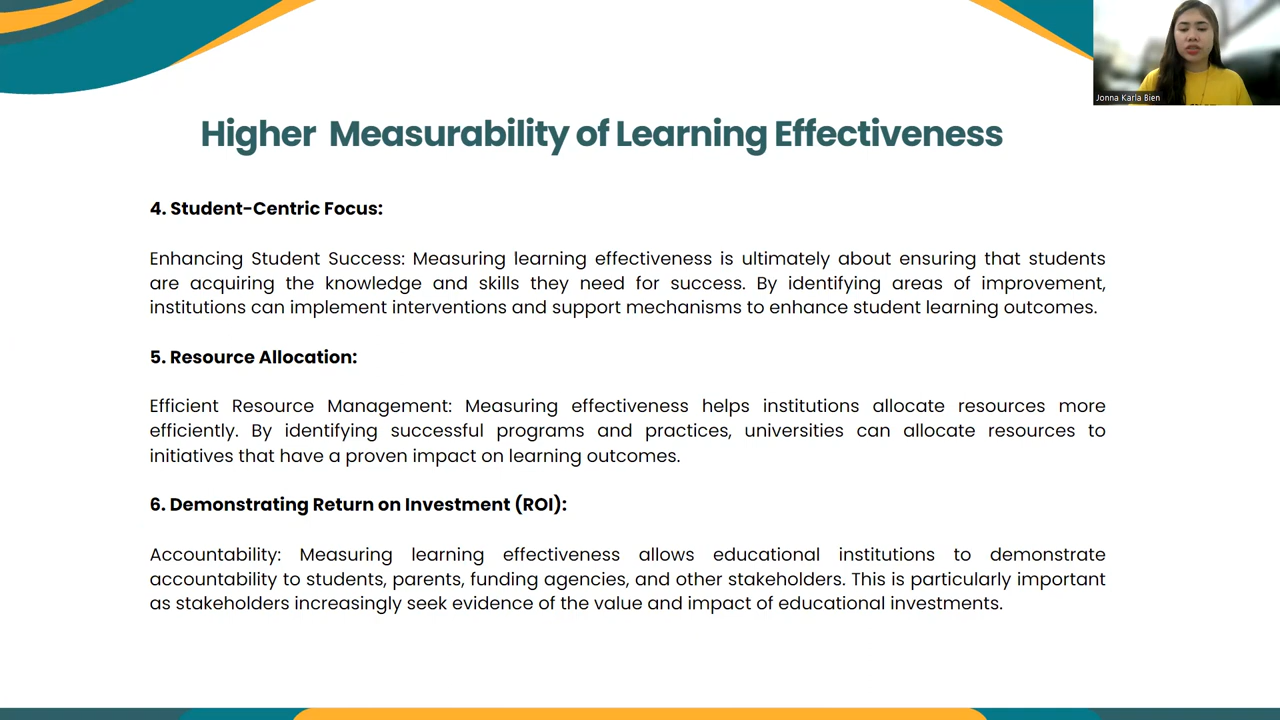 Jonna Karla Bien
Higher Measurability of Learning Effectiveness
4. Student-Centric Focus:
Enhancing Student Success: Measuring learning effectiveness is ultimately about ensuring that students
are acquiring the knowledge and skills they need for success. By identifying areas of improvement,
institutions can implement interventions and support mechanisms to enhance student learning outcomes.
5. Resource Allocation:
Efficient Resource Management: Measuring effectiveness helps institutions allocate resources more
efficiently. By identifying successful programs and practices, universities can allocate resources to
initiatives that have a proven impact on learning outcomes.
6. Demonstrating Return on Investment (ROI):
Accountability: Measuring learning effectiveness allows educational institutions to demonstrate
accountability to students, parents, funding agencies, and other stakeholders. This is particularly important
as stakeholders increasingly seek evidence of the value and impact of educational investments.